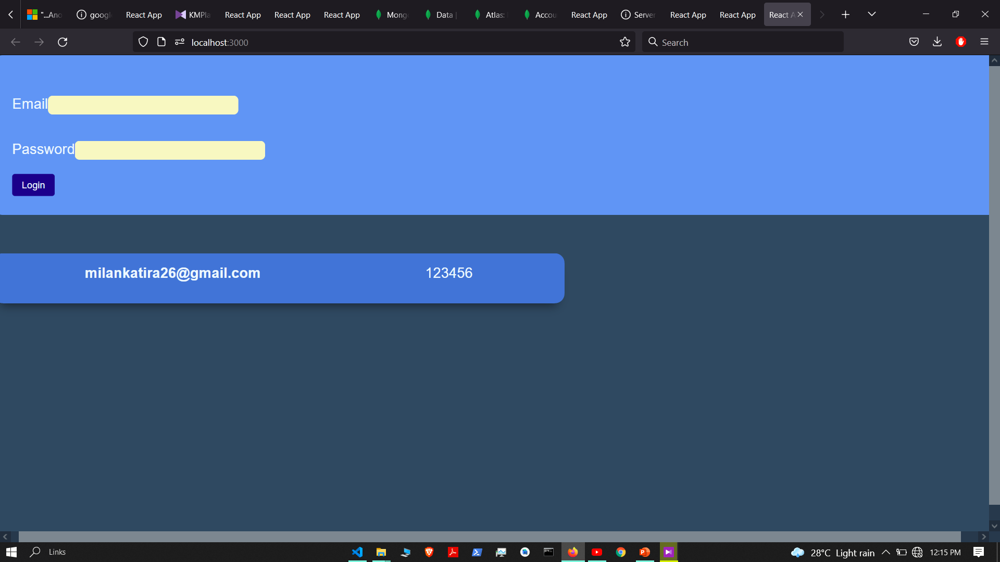 "...Ano googl React App KMPla React App React App React App Mong Data | Atlas: Accou React App Server React App React App React A
localhost:3000 Search
Email
Password
Login
milankatira26@gmail.com 123456
Links 28°C Light rain 12:15 PM